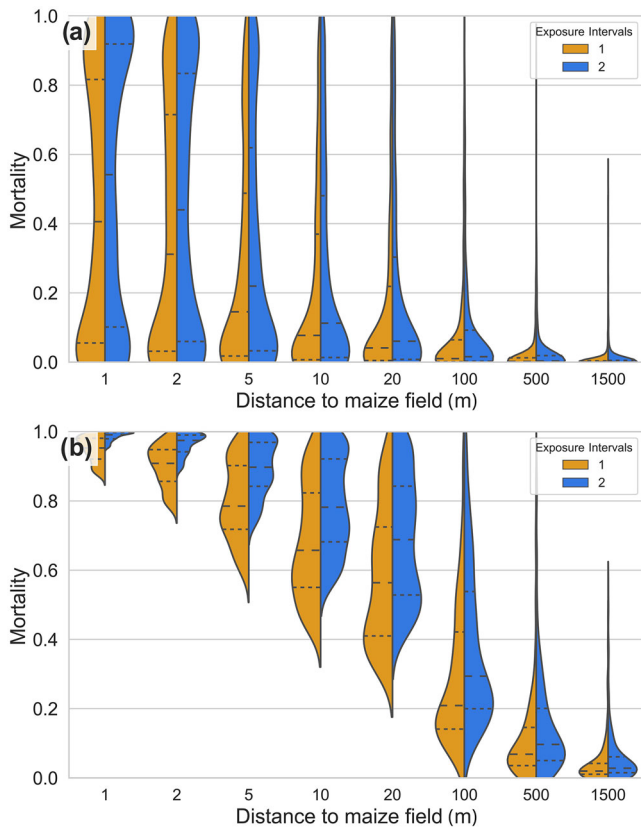 (a)
Mortality
1.0
0.8
0.6
0.4
0.2
0.0
Exposure Intervals
1
2
1 2 5 10 20 100 500 1500
Distance to maize field (m)
(b)
Mortality
1.0
0.8
0.6
0.4
0.2
0.0
Exposure Intervals
1
2
1 2 5 10 20 100 500 1500
Distance to maize field (m)